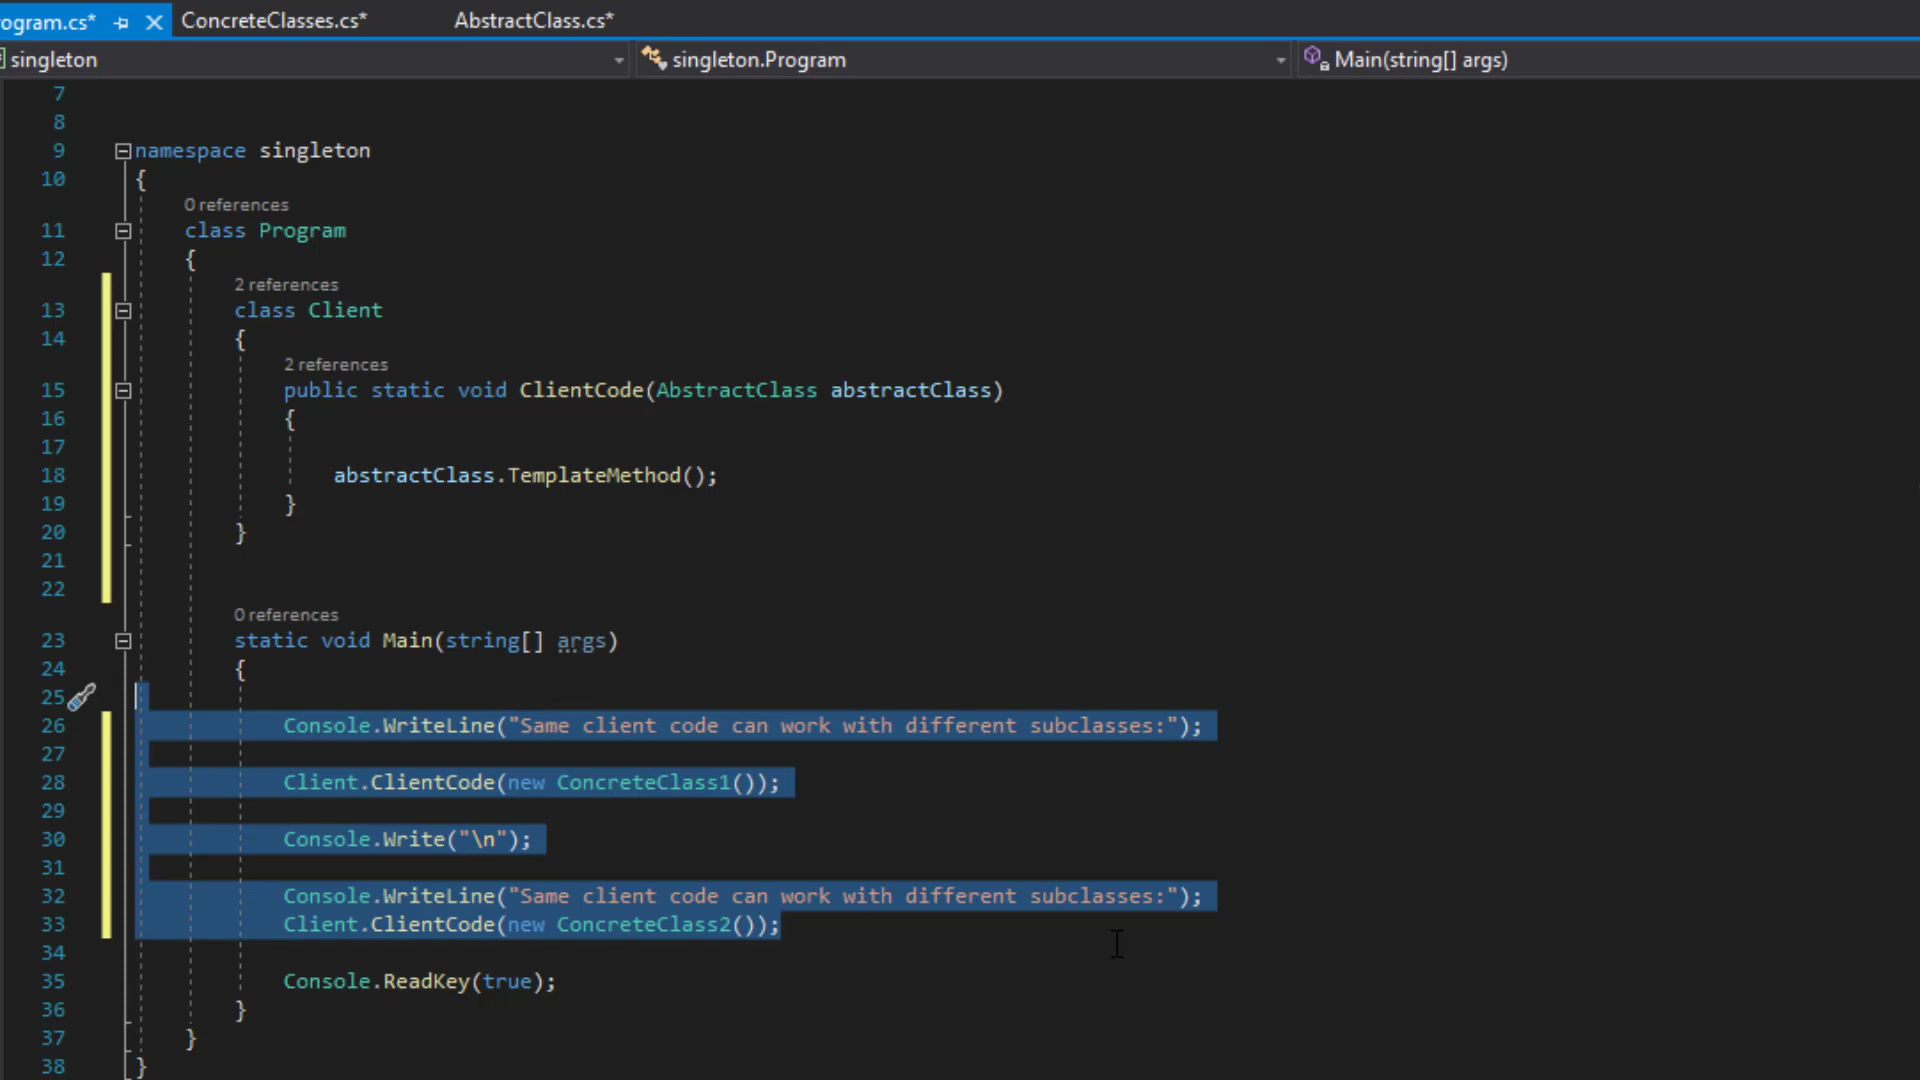 ogram.cs* ConcreteClasses.cs* AbstractClass.cs*
singleton singleton.Program Main(string[] args)
7
8
9 namespace singleton
10 {
0 references
11 class Program
12 {
2 references
13 class Client
14 {
2 references
15 public static void ClientCode(AbstractClass abstractClass)
16 {
17
18 abstractClass.TemplateMethod();
19 }
20 }
21
22
0 references
23 static void Main(string[] args)
24 {
25
26 Console.WriteLine("Same client code can work with different subclasses:");
27
28 Client.ClientCode(new ConcreteClass1());
29
30 Console.Write("\n");
31
32 Console.WriteLine("Same client code can work with different subclasses:");
33 Client.ClientCode(new ConcreteClass2());
34
35 Console.ReadKey(true);
36 }
37 }
38 }